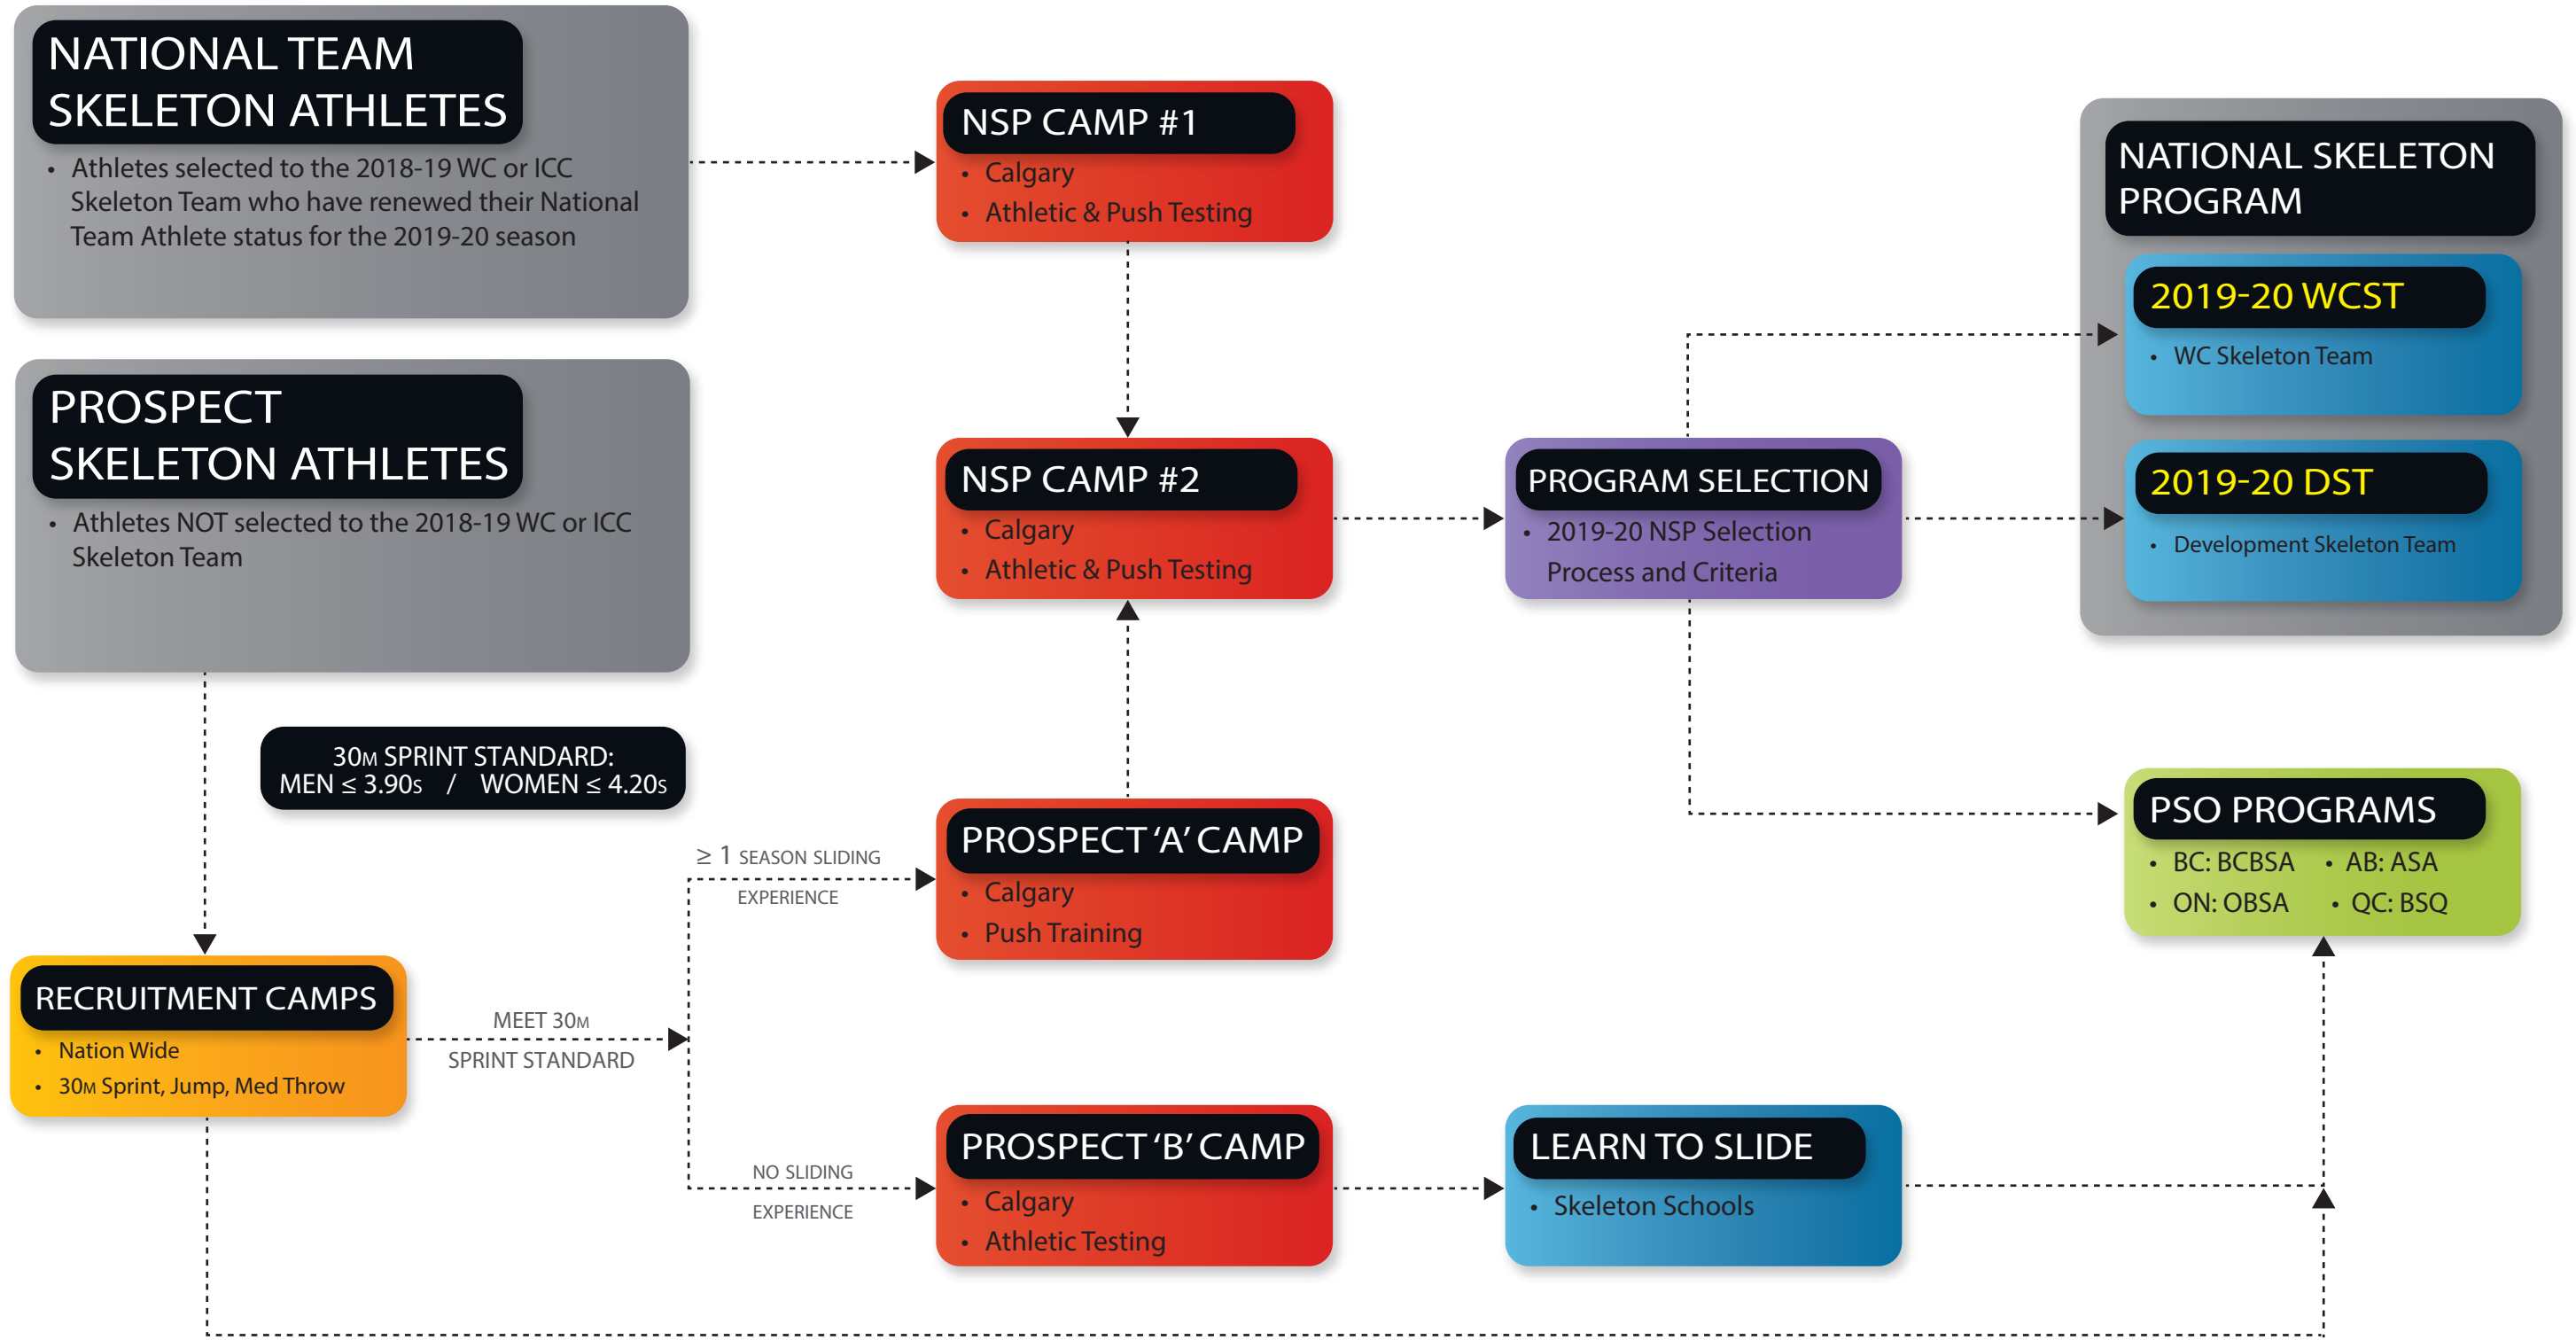 NATIONAL TEAM
SKELETON ATHLETES
• Athletes selected to the 2018-19 WC or ICC
Skeleton Team who have renewed their National
Team Athlete status for the 2019-20 season
PROSPECT
SKELETON ATHLETES
• Athletes NOT selected to the 2018-19 WC or ICC
Skeleton Team
30M SPRINT STANDARD:
MEN ≤ 3.90S / WOMEN ≤ 4.20S
RECRUITMENT CAMPS
• Nation Wide
• 30M Sprint, Jump, Med Throw
MEET 30M
SPRINT STANDARD
≥ 1 SEASON SLIDING
EXPERIENCE
NO SLIDING
EXPERIENCE
NSP CAMP #1
• Calgary
• Athletic & Push Testing
NSP CAMP #2
• Calgary
• Athletic & Push Testing
PROSPECT ‘A’ CAMP
• Calgary
• Push Training
PROSPECT ‘B’ CAMP
• Calgary
• Athletic Testing
PROGRAM SELECTION
• 2019-20 NSP Selection
Process and Criteria
LEARN TO SLIDE
• Skeleton Schools
NATIONAL SKELETON
PROGRAM
2019-20 WCST
• WC Skeleton Team
2019-20 DST
• Development Skeleton Team
PSO PROGRAMS
• BC: BCBSA • AB: ASA
• ON: OBSA • QC: BSQ